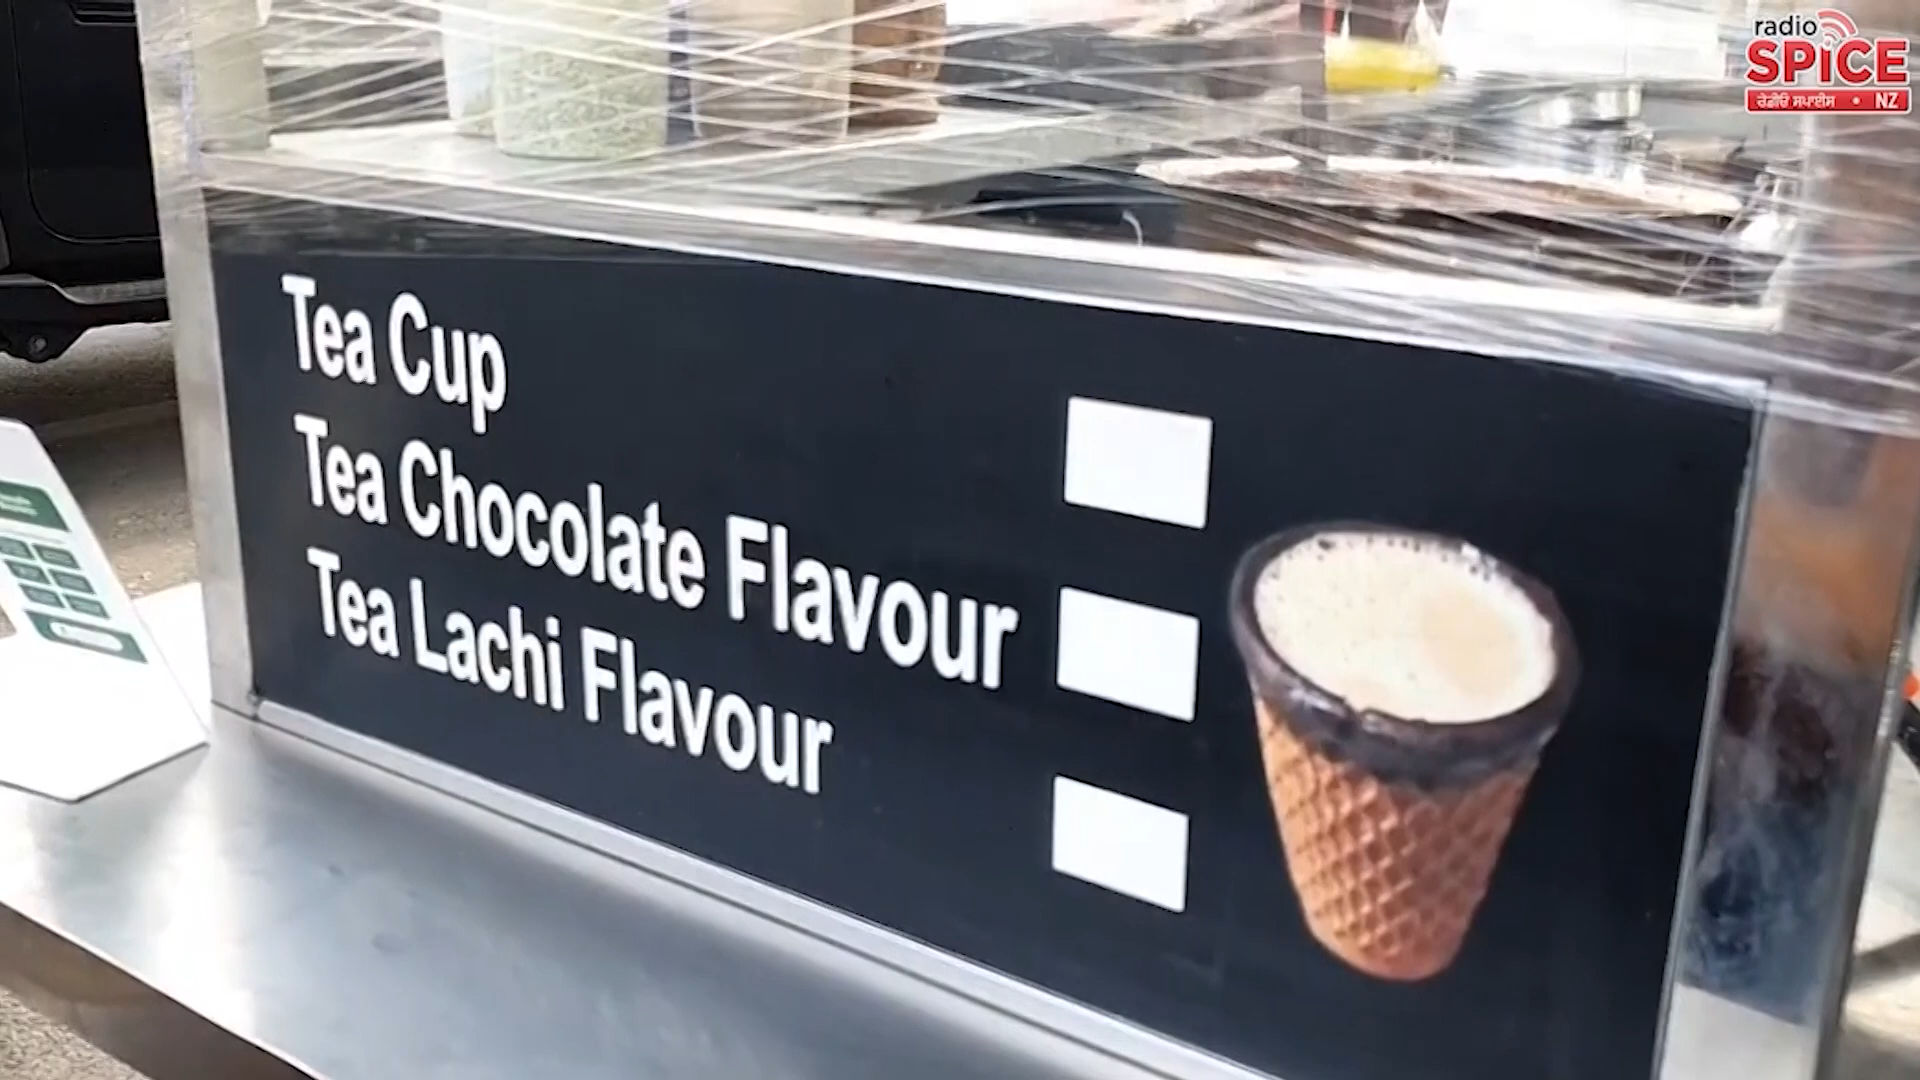 radio
SPICE
ਰੇਡੀਓ ਸਪਾਈਸ • NZ
Tea Cup
Tea Chocolate Flavour
Tea Lachi Flavour